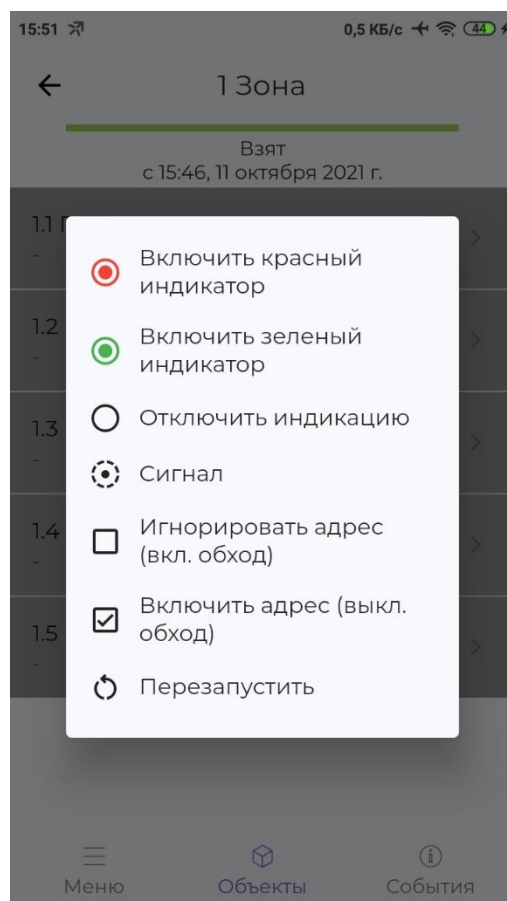 15:51 0,5 КБ/с 44
1 Зона
Взят
с 15:46, 11 октября 2021 г.
1.1
-
Включить красный
индикатор
1.2
-
Включить зеленый
индикатор
1.3
-
Отключить индикацию
Сигнал
1.4
-
Игнорировать адрес
(вкл. обход)
1.5
-
Включить адрес (выкл.
обход)
Перезапустить
Меню Объекты События